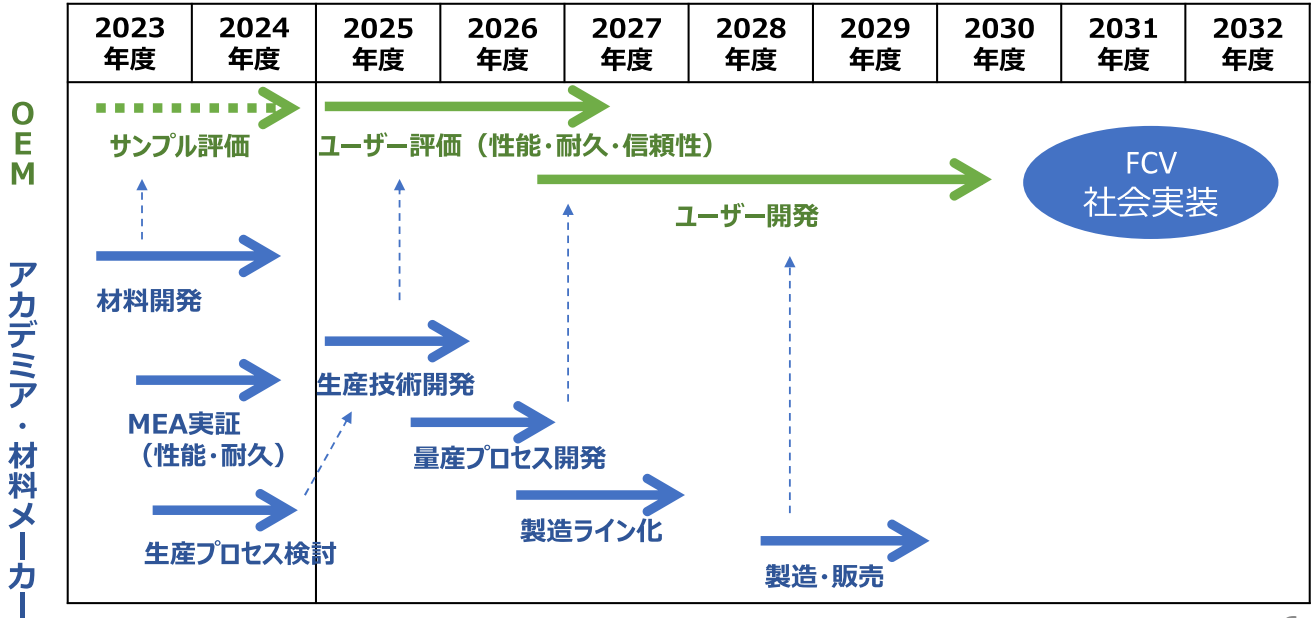 2023
年度
2024
年度
2025
年度
2026
年度
2027
年度
2028
年度
2029
年度
2030
年度
2031
年度
2032
年度
OEM
サンプル評価
ユーザー評価（性能・耐久・信頼性）
FCV
社会実装
ユーザー開発
アカデミア・材料メーカー
材料開発
生産技術開発
MEA実証
（性能・耐久）
量産プロセス開発
製造ライン化
生産プロセス検討
製造・販売